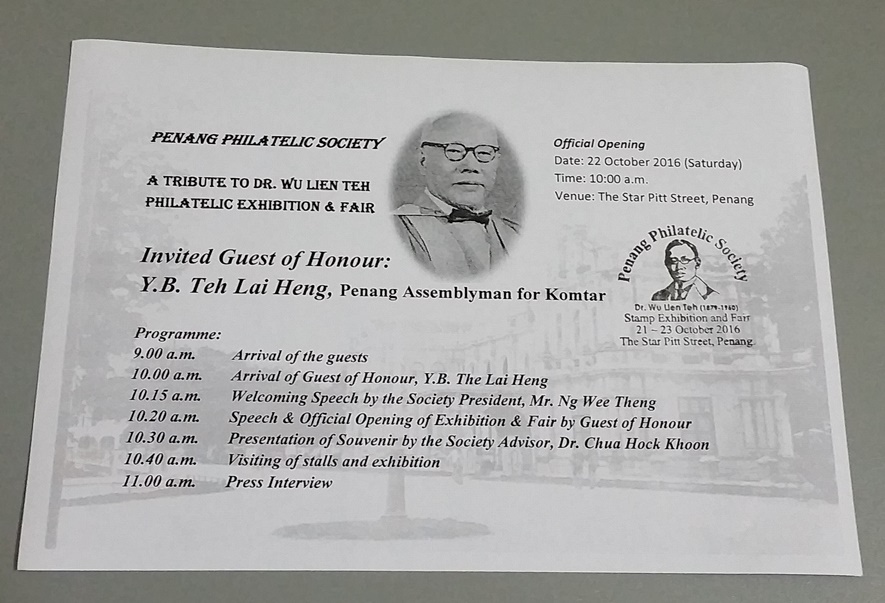 PENANG PHILATELIC SOCIETY
A TRIBUTE TO DR. WU LIEN TEH
PHILATELIC EXHIBITION & FAIR
Official Opening
Date: 22 October 2016 (Saturday)
Time: 10:00 a.m.
Venue: The Star Pitt Street, Penang
Invited Guest of Honour:
Y.B. Teh Lai Heng, Penang Assemblyman for Komtar
Penang Philatelic Society
Dr. Wu Lien Teh (1879-1960)
Stamp Exhibition and Fair
21 – 23 October 2016
The Star Pitt Street, Penang
Programme:
9.00 a.m. Arrival of the guests
10.00 a.m. Arrival of Guest of Honour, Y.B. The Lai Heng
10.15 a.m. Welcoming Speech by the Society President, Mr. Ng Wee Theng
10.20 a.m. Speech & Official Opening of Exhibition & Fair by Guest of Honour
10.30 a.m. Presentation of Souvenir by the Society Advisor, Dr. Chua Hock Khoon
10.40 a.m. Visiting of stalls and exhibition
11.00 a.m. Press Interview